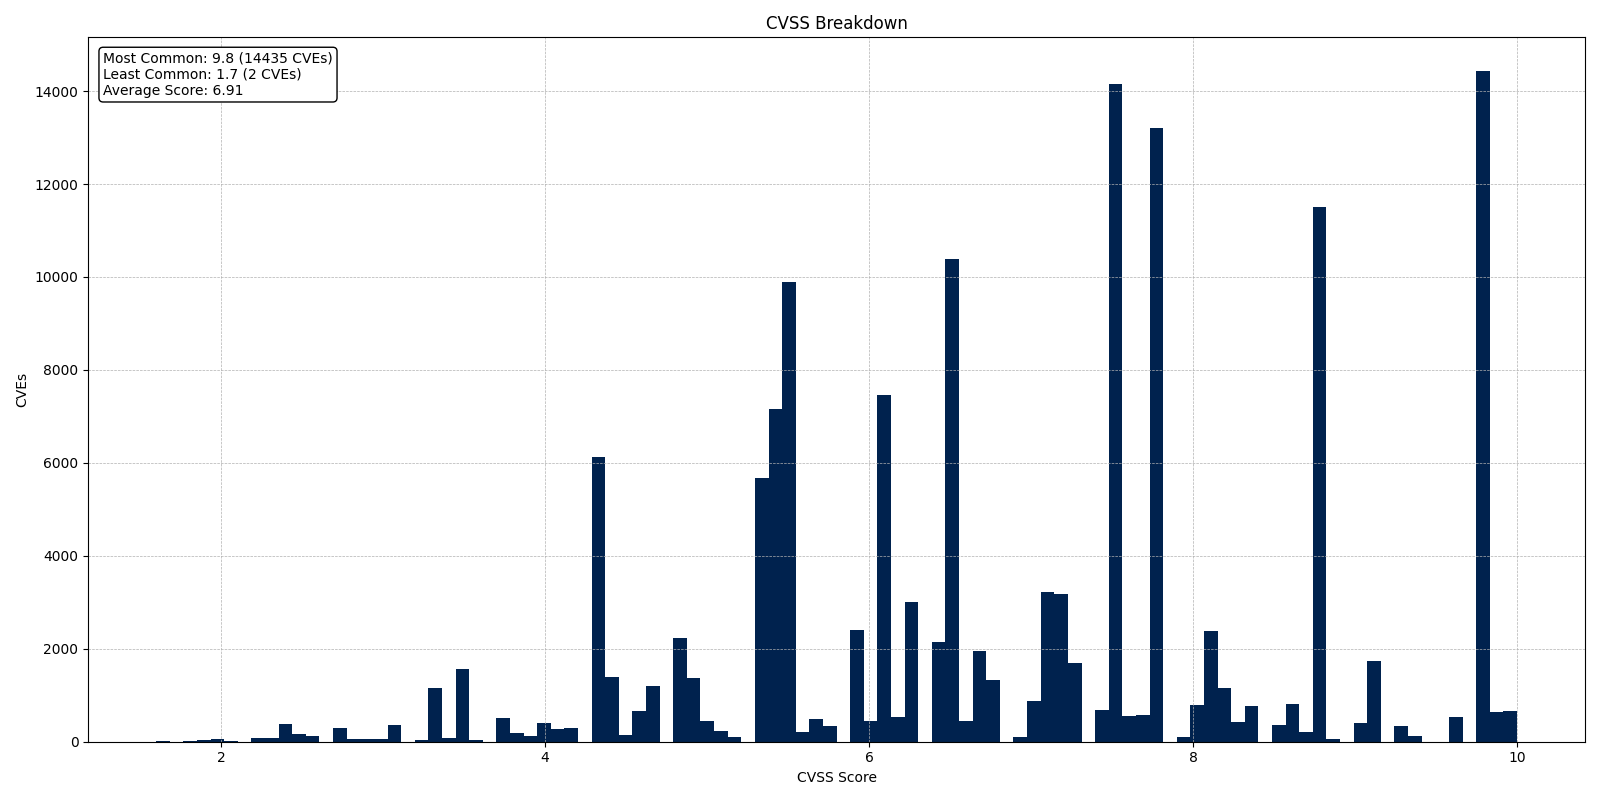 CVSS Breakdown
Most Common: 9.8 (14435 CVEs)
Least Common: 1.7 (2 CVEs)
Average Score: 6.91
14000
12000
10000
8000
6000
4000
2000
0
CVEs
2 4 6 8 10
CVSS Score